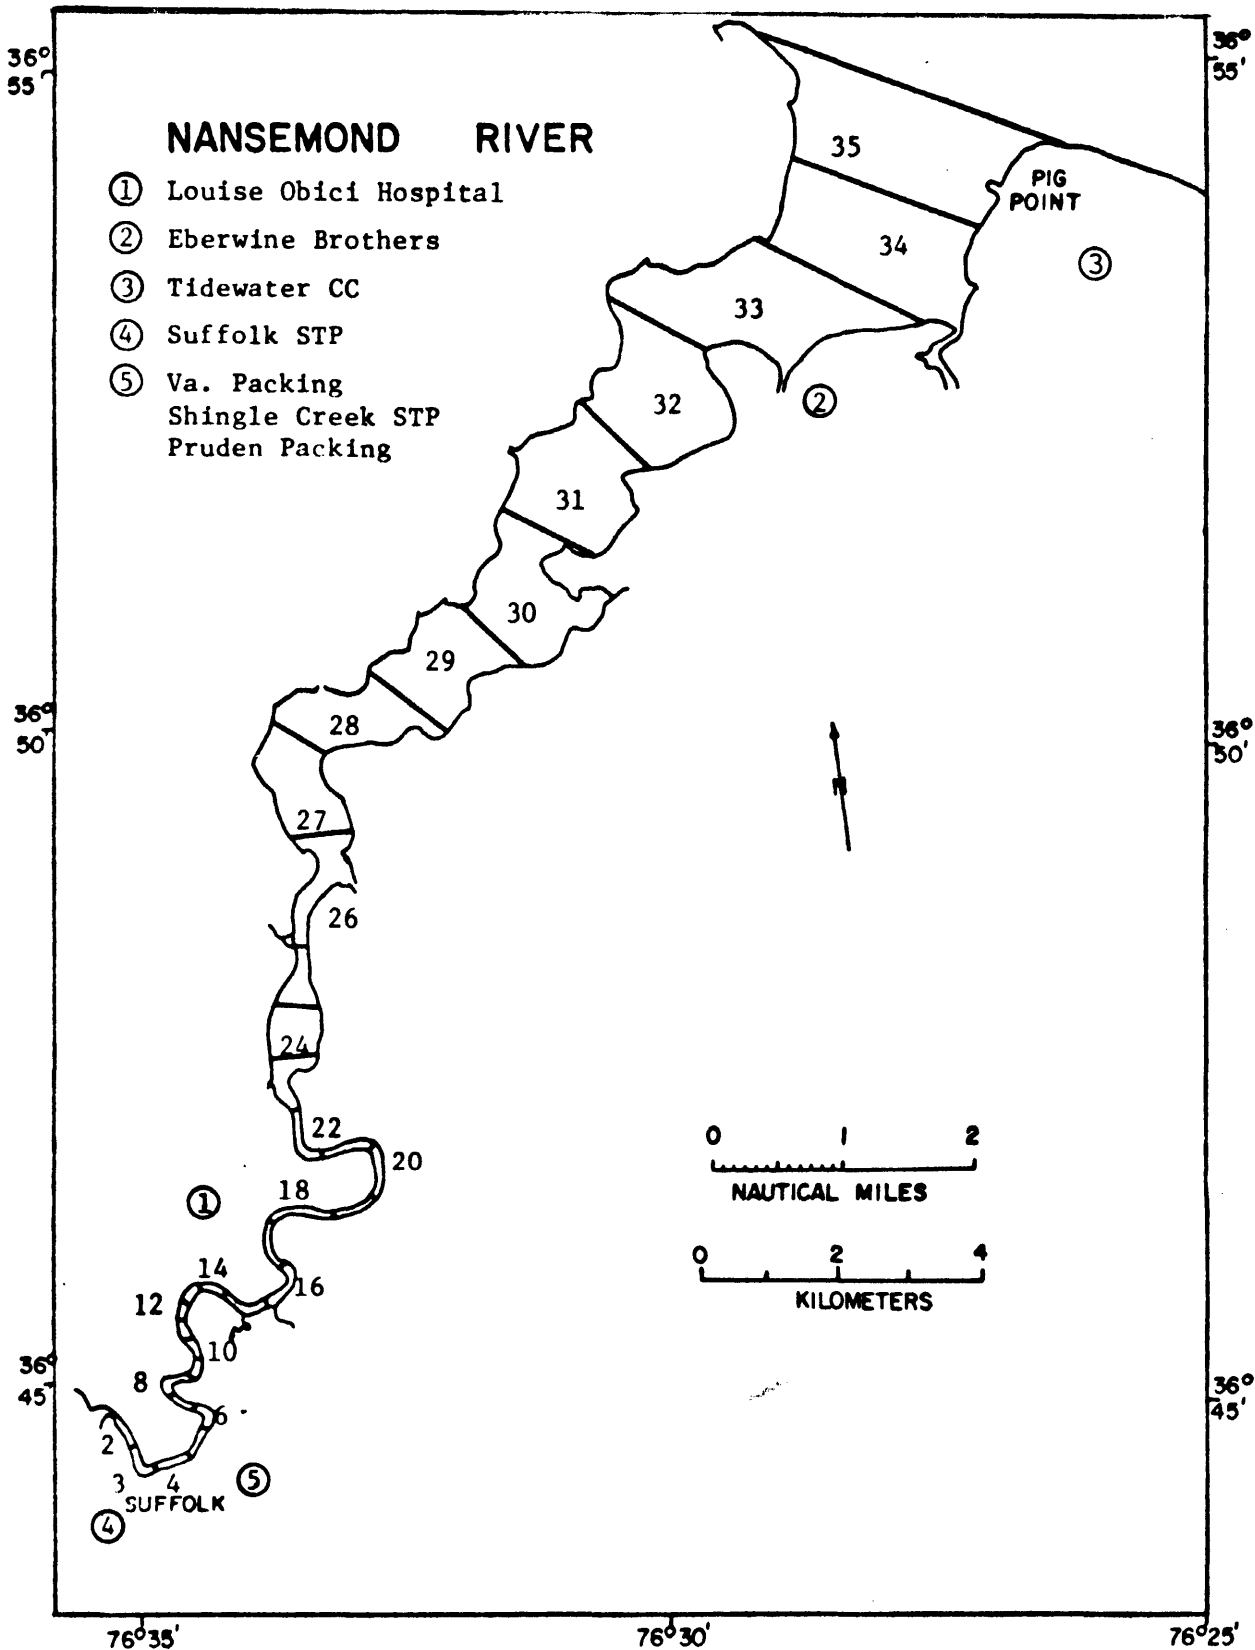 NANSEMOND RIVER
① Louise Obici Hospital
② Eberwine Brothers
③ Tidewater CC
④ Suffolk STP
⑤ Va. Packing
Shingle Creek STP
Pruden Packing
36°
55'
36°
55'
35
PIG
POINT
34
③
33
32
②
31
30
29
28
36°
50'
36°
50'
N
27
26
24
22
20
18
①
16
14
12
10
8
6
2
3
4
SUFFOLK
⑤
④
0 1 2
NAUTICAL MILES
0 2 4
KILOMETERS
36°
45'
36°
45'
76°35'
76°30'
76°25'